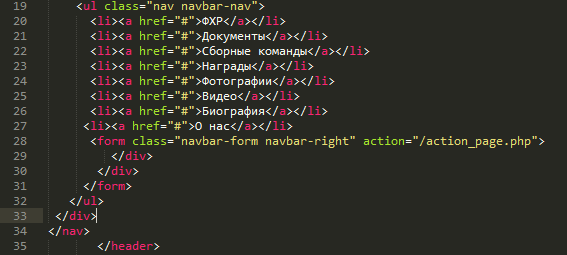 19 <ul class="nav navbar-nav">
20 <li><a href="#">ФХР</a></li>
21 <li><a href="#">Документы</a></li>
22 <li><a href="#">Сборные команды</a></li>
23 <li><a href="#">Награды</a></li>
24 <li><a href="#">Фотографии</a></li>
25 <li><a href="#">Видео</a></li>
26 <li><a href="#">Биография</a></li>
27 <li><a href="#">О нас</a></li>
28 <form class="navbar-form navbar-right" action="/action_page.php">
29 </div>
30 </div>
31 </form>
32 </ul>
33 </div>
34 </nav>
35 </header>